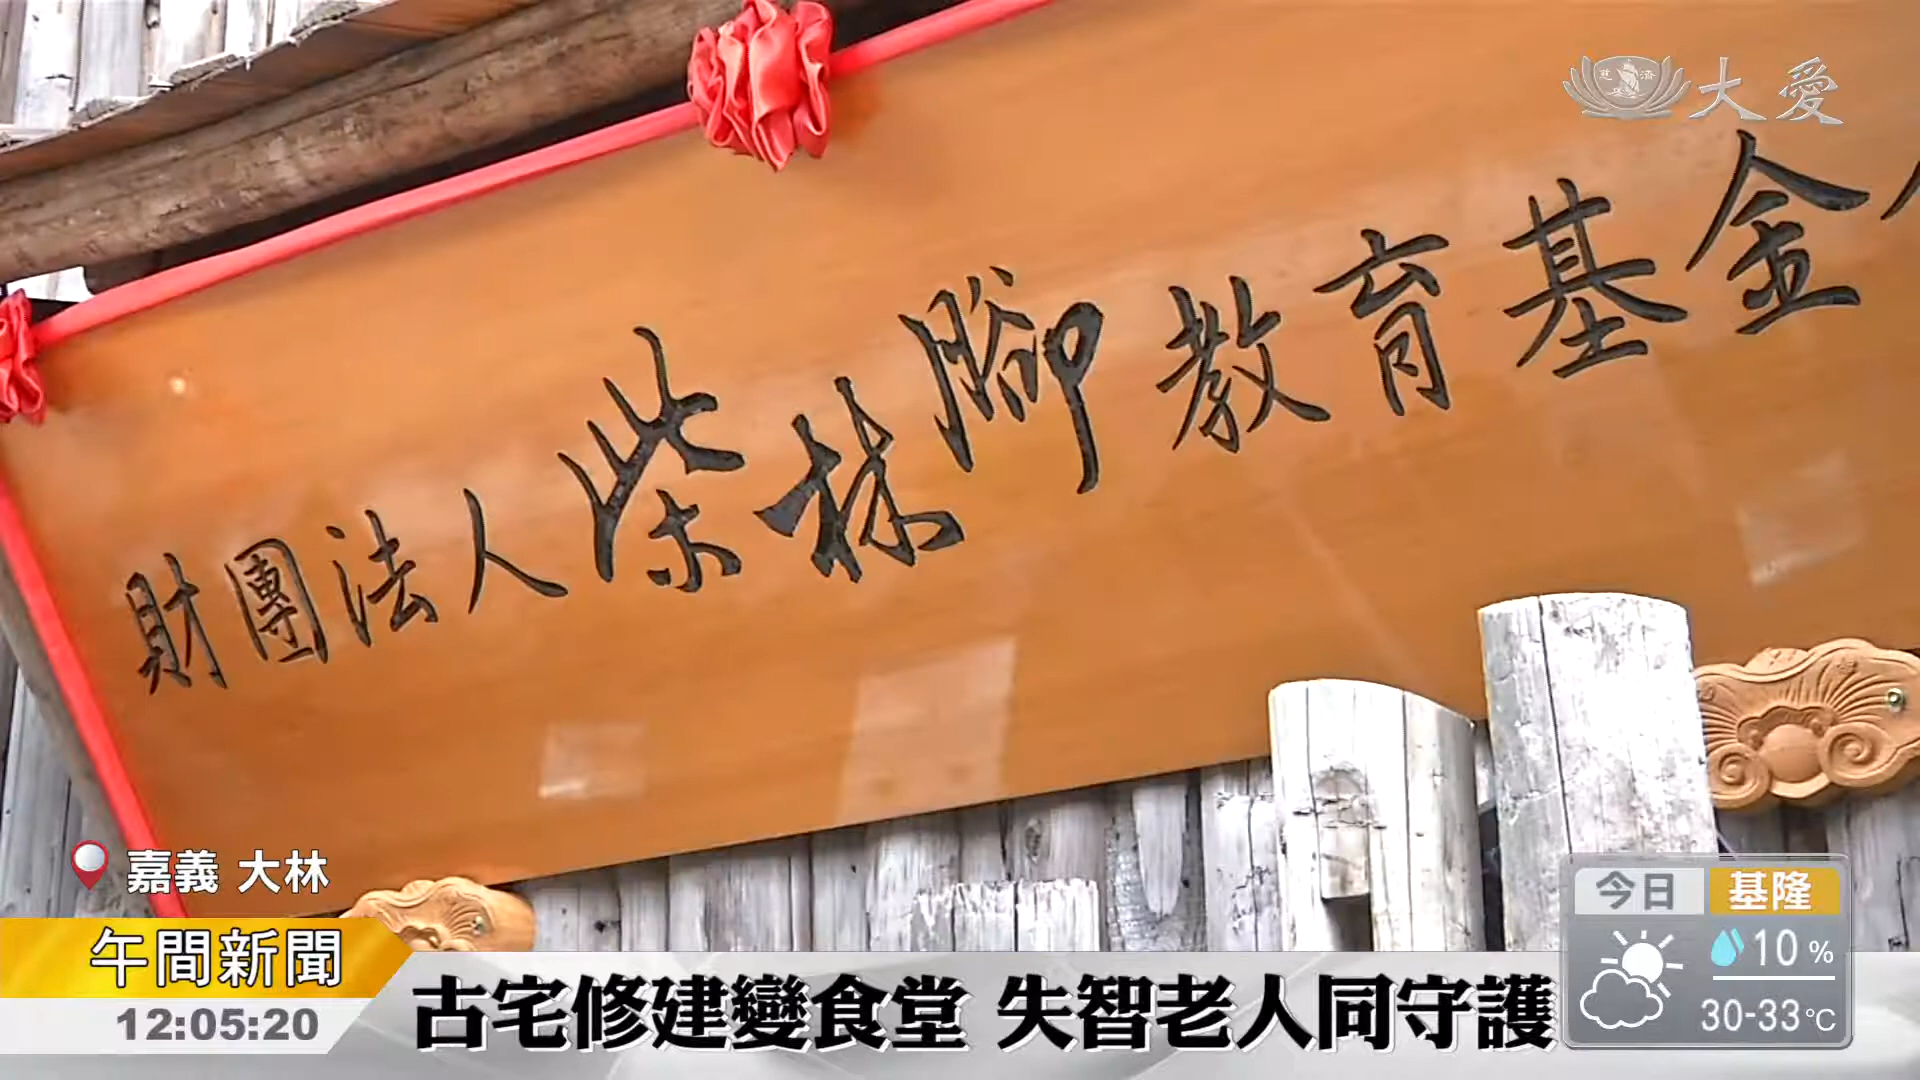 大愛
慈濟
財團法人柴林腳教育基金
嘉義 大林
午間新聞
12:05:20
古宅修建變食堂 失智老人同守護
今日 基隆
10 %
30-33°C